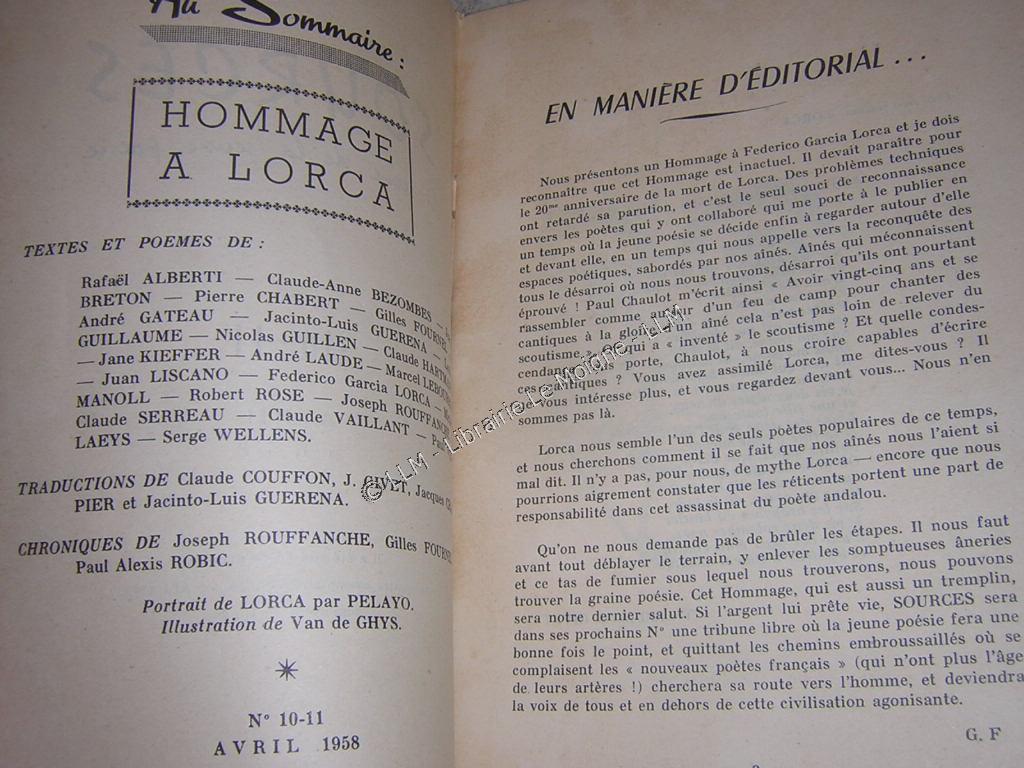 Au Sommaire :
HOMMAGE
A LORCA
TEXTES ET POEMES DE :
Rafaël ALBERTI — Claude-Anne BEZOMBES —
BRETON — Pierre CHABERT — Gilles FOURNE
André GATEAU — Jacinto-Luis GUERENA —
GUILLAUME — Nicolas GUILLEN — Claude HARTM
— Jane KIEFFER — André LAUDE — Marcel LEBOU
— Juan LISCANO — Federico Garcia LORCA —
MANOLL — Robert ROSE — Joseph ROUFFANCHE
Claude SERREAU — Claude VAILLANT —
LAEYS — Serge WELLENS.
TRADUCTIONS DE Claude COUFFON, J. GIVET, Jacques
PIER et Jacinto-Luis GUERENA.
CHRONIQUES DE Joseph ROUFFANCHE, Gilles FOURNE
Paul Alexis ROBIC.
Portrait de LORCA par PELAYO.
Illustration de Van de GHYS.
N° 10-11
AVRIL 1958
EN MANIÈRE D'ÉDITORIAL . . .
Nous présentons un Hommage à Federico Garcia Lorca et je dois
reconnaître que cet Hommage est inactuel. Il devait paraître pour
le 20me anniversaire de la mort de Lorca. Des problèmes techniques
ont retardé sa parution, et c'est le seul souci de reconnaissance
envers les poètes qui y ont collaboré qui me porte à le publier en
un temps où la jeune poésie se décide enfin à regarder autour d'elle
et devant elle, en un temps qui nous appelle vers la reconquête des
espaces poétiques, sabordés par nos aînés. Aînés qui méconnaissent
tous le désarroi où nous nous trouvons, désarroi qu'ils ont pourtant
éprouvé ! Paul Chaulot m'écrit ainsi « Avoir vingt-cinq ans et se
rassembler comme autour d'un feu de camp pour chanter des
cantiques à la gloire d'un aîné cela n'est pas loin de relever du
scoutisme. » Or qui a « inventé » le scoutisme ? Et quelle condes-
cendance vous porte, Chaulot, à nous croire capables d'écrire
ces cantiques ? Vous avez assimilé Lorca, me dites-vous ? Il
vous intéresse plus, et vous regardez devant vous... Nous n'en
sommes pas là.
Lorca nous semble l'un des seuls poètes populaires de ce temps,
et nous cherchons comment il se fait que nos aînés nous l'aient si
mal dit. Il n'y a pas, pour nous, de mythe Lorca — encore que nous
pourrions aigrement constater que les réticents portent une part de
responsabilité dans cet assassinat du poète andalou.
Qu'on ne nous demande pas de brûler les étapes. Il nous faut
avant tout déblayer le terrain, y enlever les somptueuses âneries
et ce tas de fumier sous lequel nous trouverons, nous pouvons
trouver la graine poésie. Cet Hommage, qui est aussi un tremplin,
sera notre dernier salut. Si l'argent lui prête vie, SOURCES sera
dans ses prochains N° une tribune libre où la jeune poésie fera une
bonne fois le point, et quittant les chemins embroussaillés où se
complaisent les « nouveaux poètes français » (qui n'ont plus l'âge
de leurs artères !) cherchera sa route vers l'homme, et deviendra
la voix de tous et en dehors de cette civilisation agonisante.
G. F
© LLM - Librairie Le Moigne - LLM